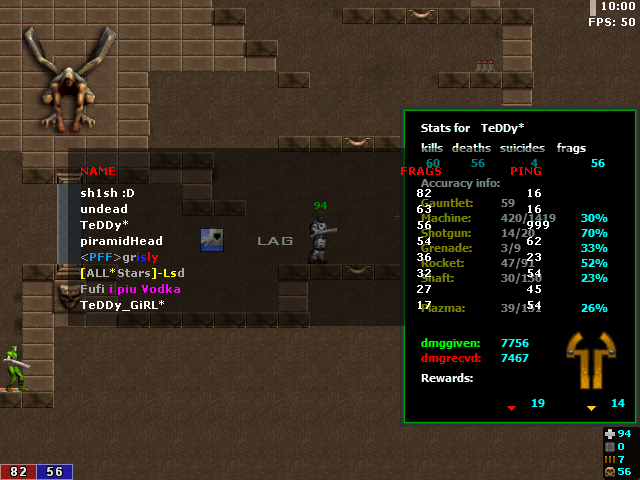 10:00
FPS: 50
Stats for TeDDy*
kills deaths suicides frags
60 56 4 56
NAME FRAGS PING
Accuracy info:
sh1sh :D 82 16
Gauntlet: 59
undead 63 16
Machine: 420/1419 30%
TeDDy* 56 999
Shotgun: 14/20 70%
piramidHead 54 62
Grenade: 3/9 33%
<PFF>grisly 36 23
Rocket: 47/91 52%
[ALL*Stars]-Lsd 32 54
Shaft: 30/130 23%
Fufi i piu Vodka 27 45
TeDDy_GiRL* 17 54
Plazma: 39/151 26%
94
LAG
dmggiven: 7756
dmgrecvd: 7467
Rewards:
19 14
94
0
7
56
82 56